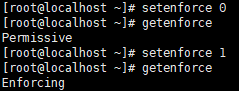 [root@localhost ~]# setenforce 0
[root@localhost ~]# getenforce
Permissive
[root@localhost ~]# setenforce 1
[root@localhost ~]# getenforce
Enforcing